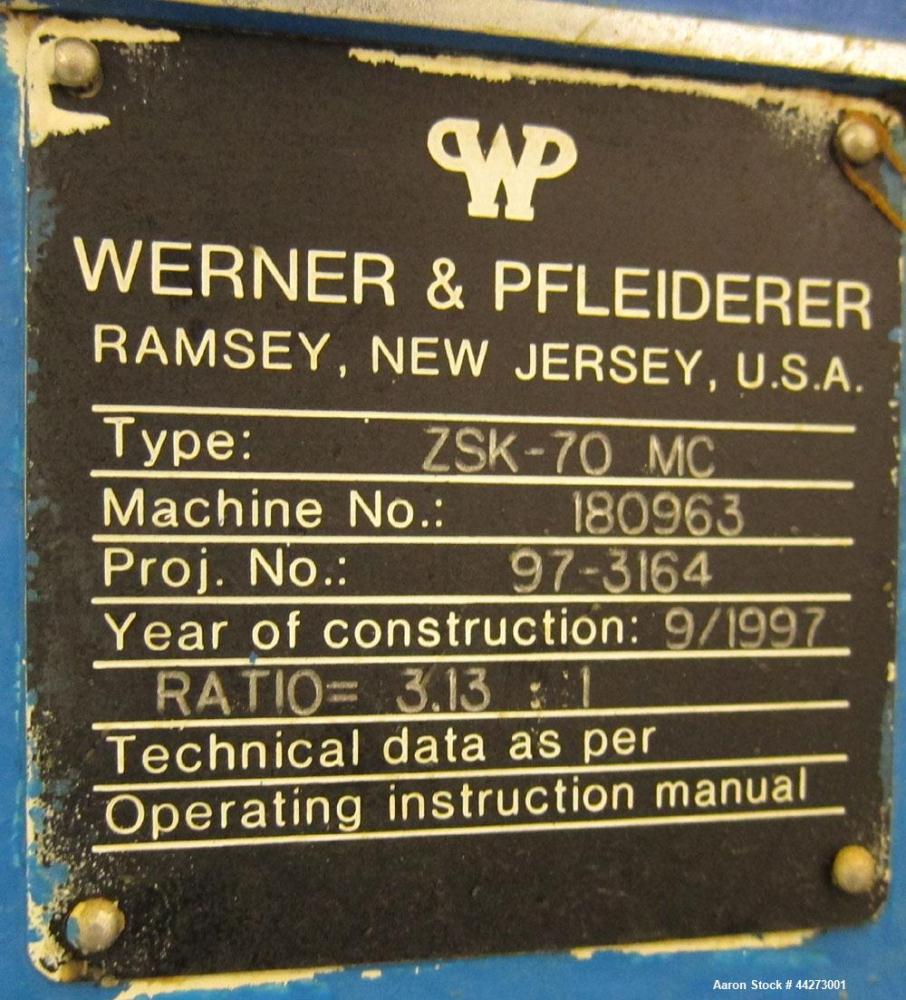 WP
WERNER & PFLEIDERER
RAMSEY, NEW JERSEY, U.S.A.
Type: ZSK-70 MC
Machine No.: 180963
Proj. No.: 97-3164
Year of construction: 9/1997
RATIO= 3.13 : 1
Technical data as per
Operating instruction manual
Aaron Stock # 44273001